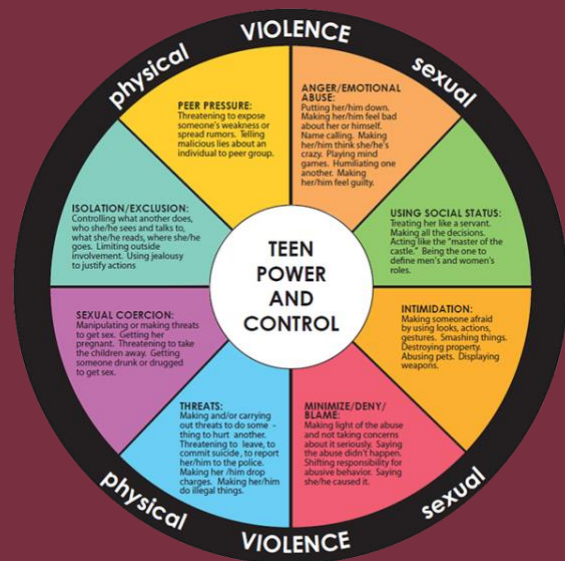 physical
VIOLENCE
sexual
PEER PRESSURE:
Threatening to expose
someone's weakness or
spread rumors. Telling
malicious lies about an
individual to peer group.
ANGER/EMOTIONAL
ABUSE:
Putting her/him down.
Making her/him feel bad
about her or himself.
Name calling. Making
her/him think she/he's
crazy. Playing mind
games. Humiliating one
another. Making
her/him feel guilty.
ISOLATION/EXCLUSION:
Controlling what another does,
who she/he sees and talks to,
what she/he reads, where she/he
goes. Limiting outside
involvement. Using jealousy
to justify actions
USING SOCIAL STATUS:
Treating her like a servant.
Making all the decisions.
Acting like the "master of the
castle." Being the one to
define men's and women's
roles.
TEEN
POWER
AND
CONTROL
SEXUAL COERCION:
Manipulating or making threats
to get sex. Getting her
pregnant. Threatening to take
the children away. Getting
someone drunk or drugged
to get sex.
INTIMIDATION:
Making someone afraid
by using looks, actions,
gestures. Smashing things.
Destroying property.
Abusing pets. Displaying
weapons.
THREATS:
Making and/or carrying
out threats to do some -
thing to hurt another.
Threatening to leave, to
commit suicide, to report
her/him to the police.
Making her /him drop
charges. Making her/him
do illegal things.
MINIMIZE/DENY/
BLAME:
Making light of the abuse
and not taking concerns
about it seriously. Saying
the abuse didn't happen.
Shifting responsibility for
abusive behavior. Saying
she/he caused it.
physical
VIOLENCE
sexual